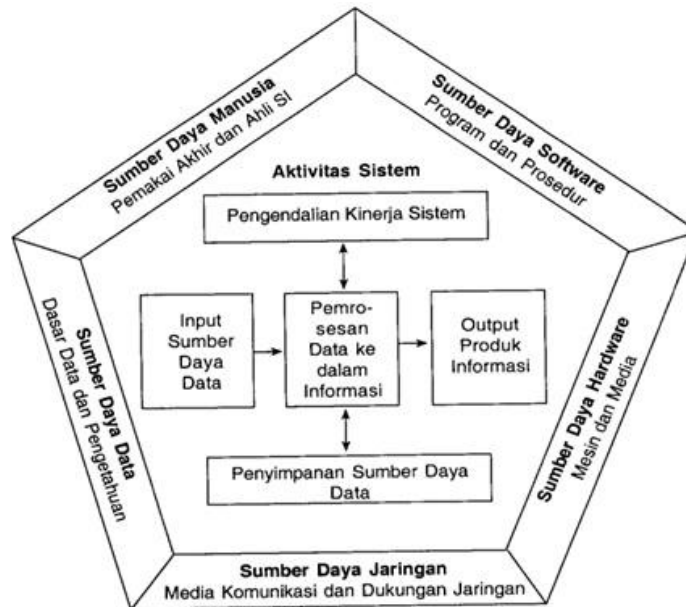 Sumber Daya Manusia
Pemakai Akhir dan Ahli SI
Sumber Daya Software
Program dan Prosedur
Aktivitas Sistem
Pengendalian Kinerja Sistem
Input
Sumber
Daya
Data
Pemro-
sesan
Data ke
dalam
Informasi
Output
Produk
Informasi
Penyimpanan Sumber Daya
Data
Sumber Daya Data
Dasar Data dan Pengetahuan
Sumber Daya Hardware
Mesin dan Media
Sumber Daya Jaringan
Media Komunikasi dan Dukungan Jaringan